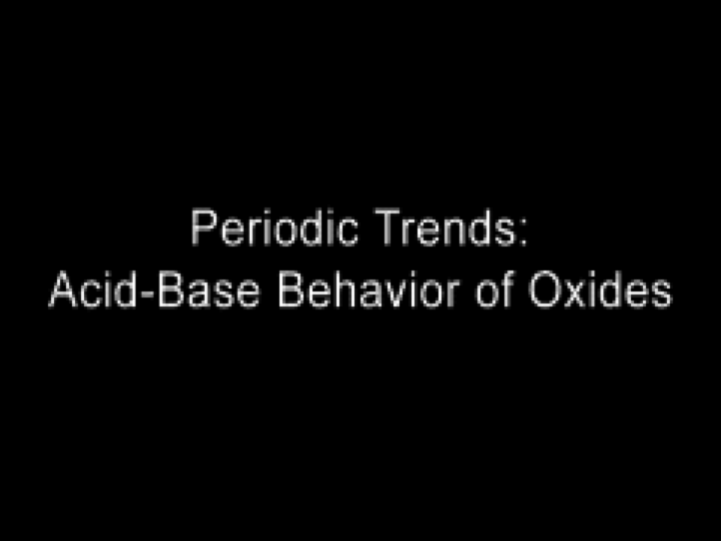 Periodic Trends:
Acid-Base Behavior of Oxides